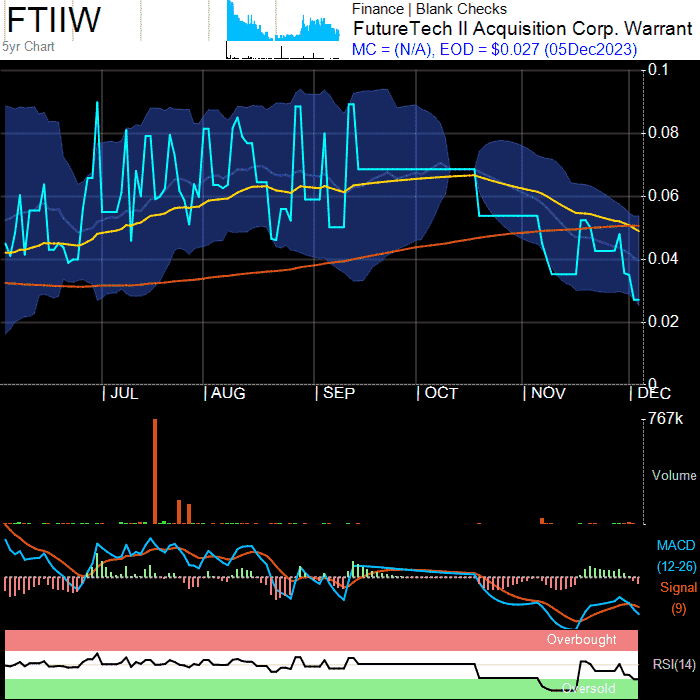 FTIIW
5yr Chart
Finance | Blank Checks
FutureTech II Acquisition Corp. Warrant
MC = (N/A), EOD = $0.027 (05Dec2023)
0.1
0.08
0.06
0.04
0.02
0
JUL
AUG
SEP
OCT
NOV
DEC
767k
Volume
MACD
(12-26)
Signal
(9)
Overbought
RSI(14)
Oversold